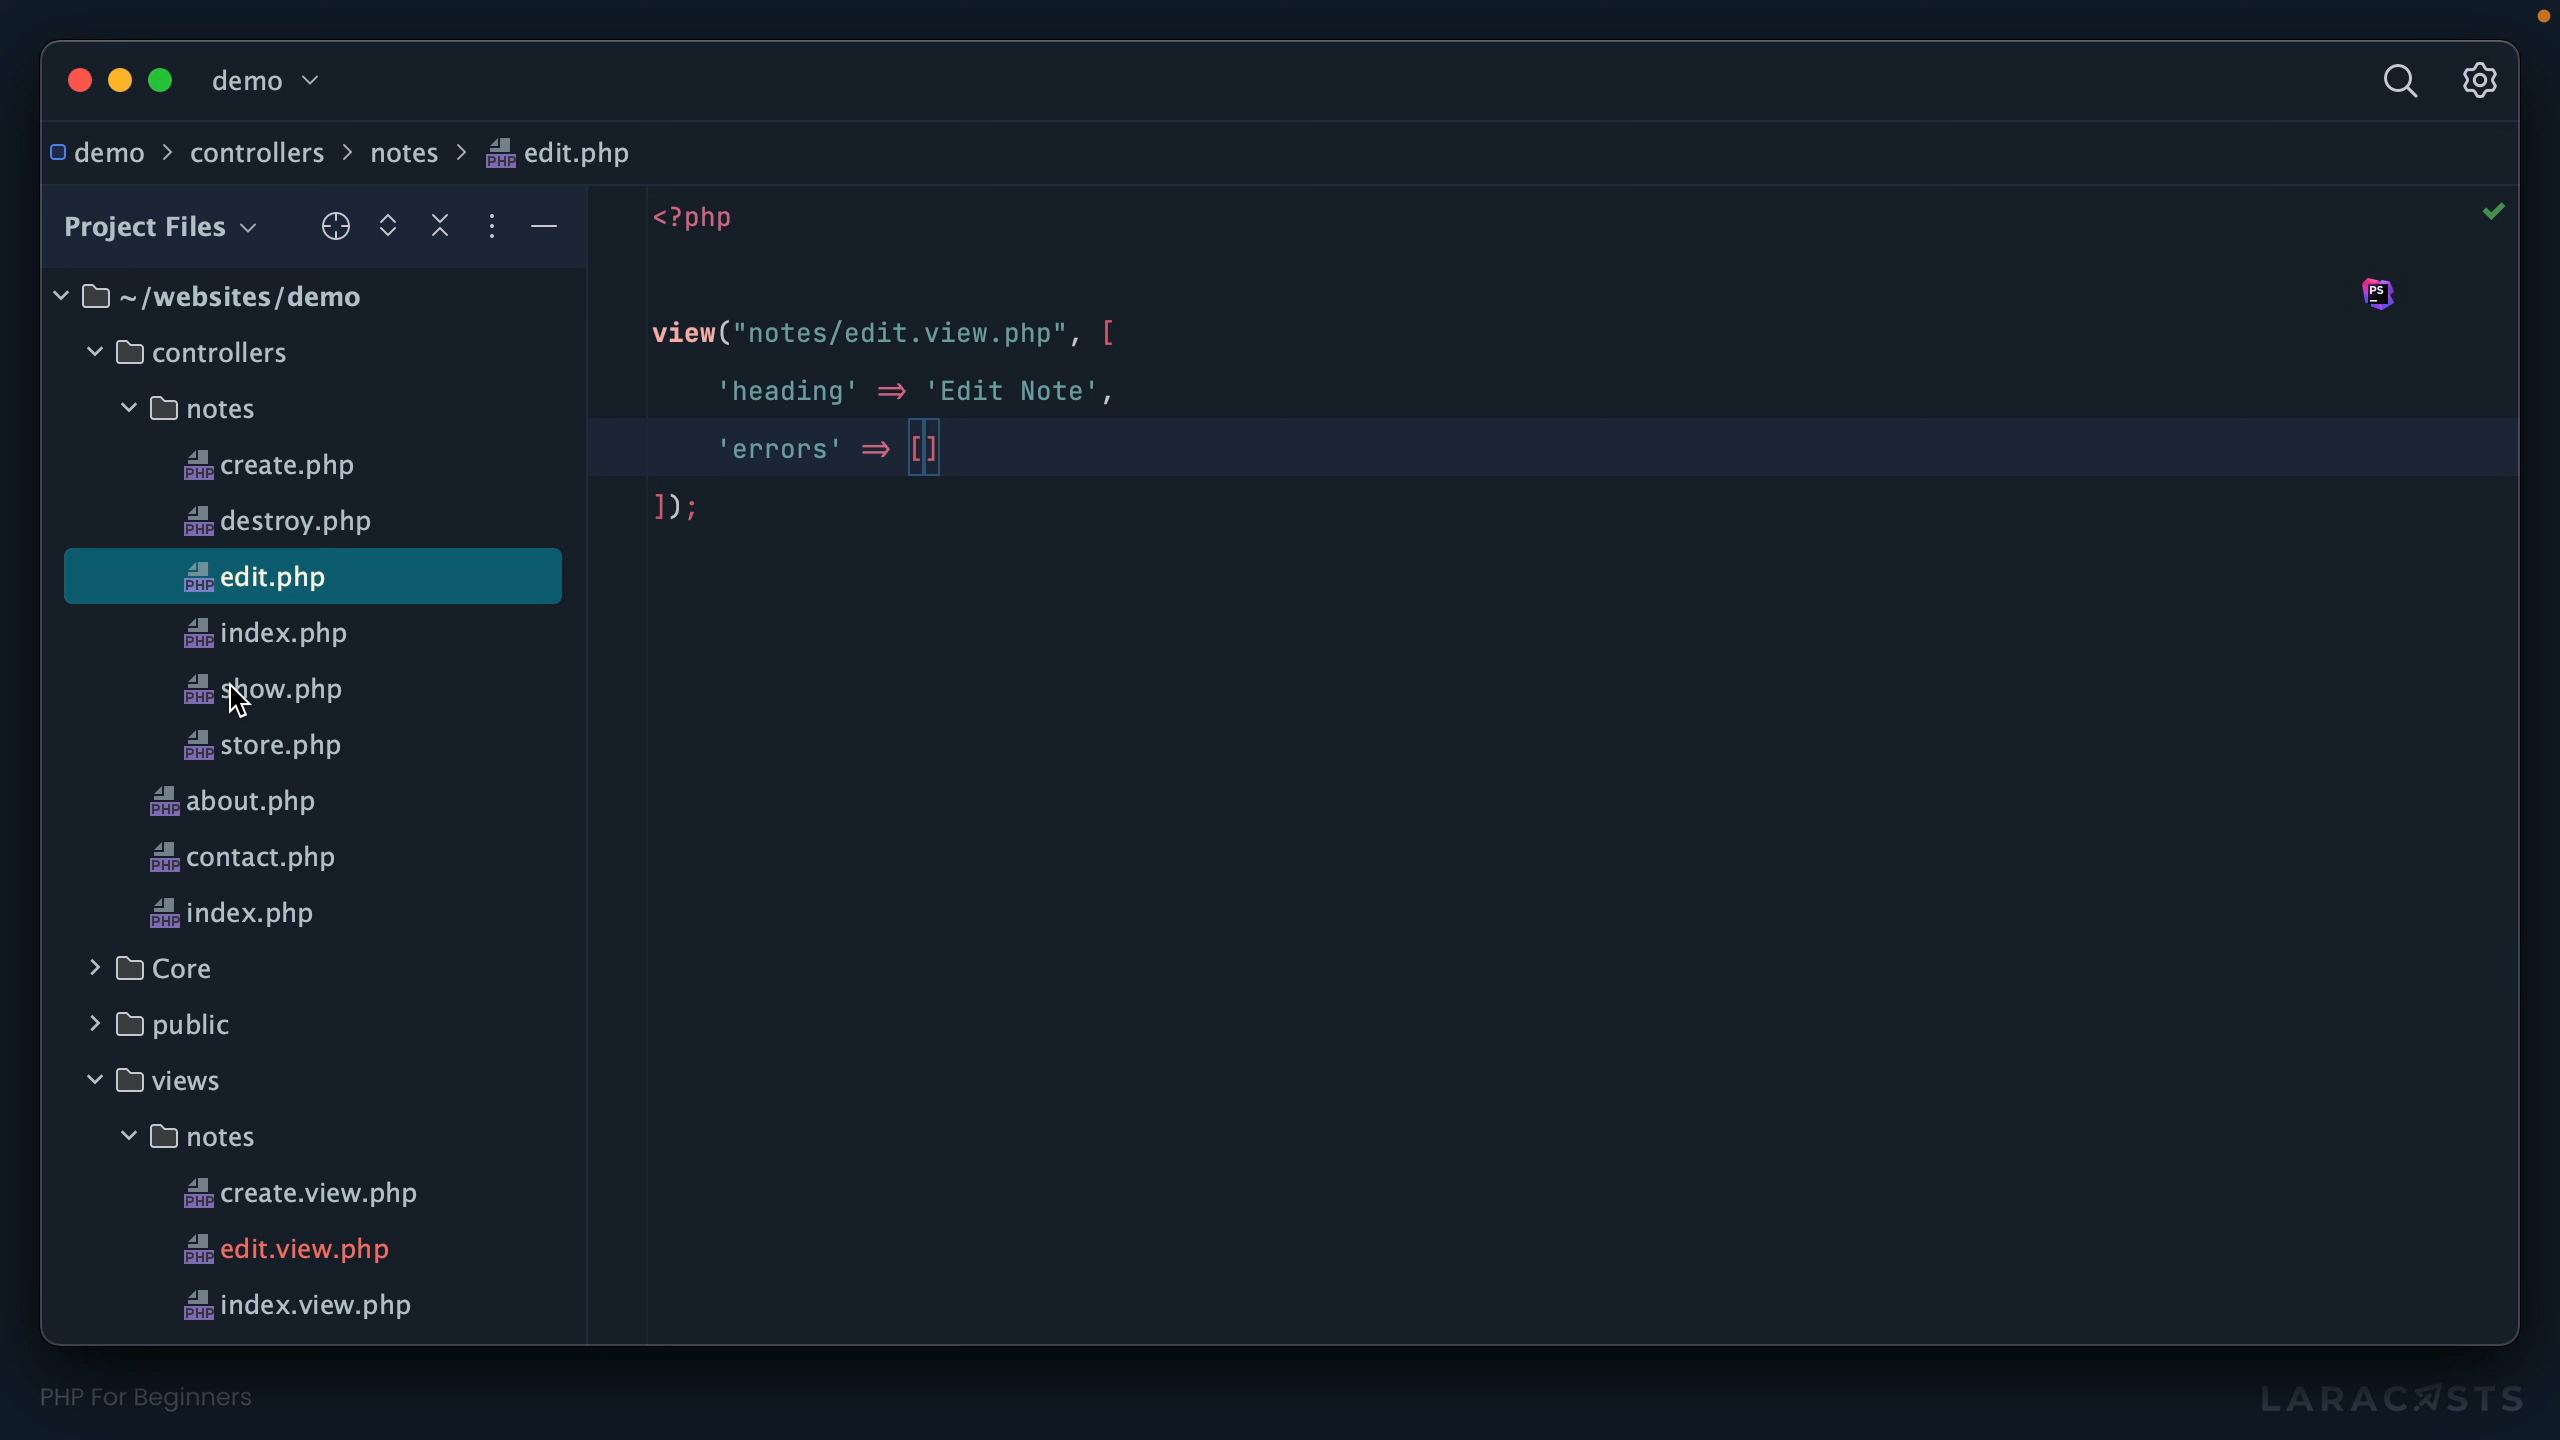 demo
demo > controllers > notes > edit.php
Project Files
~/websites/demo
controllers
notes
create.php
destroy.php
edit.php
index.php
show.php
store.php
about.php
contact.php
index.php
Core
public
views
notes
create.view.php
edit.view.php
index.view.php
<?php
view("notes/edit.view.php", [
'heading' => 'Edit Note',
'errors' => []
]);
PS
PHP For Beginners
LARACASTS